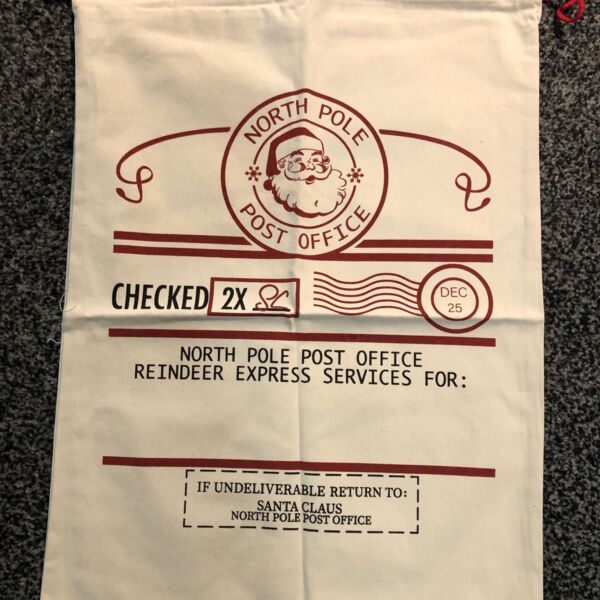 NORTH POLE
POST OFFICE
CHECKED 2X SC
DEC
25
NORTH POLE POST OFFICE
REINDEER EXPRESS SERVICES FOR:
IF UNDELIVERABLE RETURN TO:
SANTA CLAUS
NORTH POLE POST OFFICE